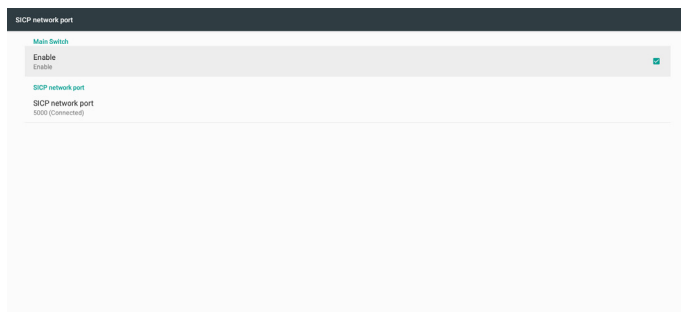 SICP network port
Main Switch
Enable
Enable
SICP network port
SICP network port
5000 (Connected)